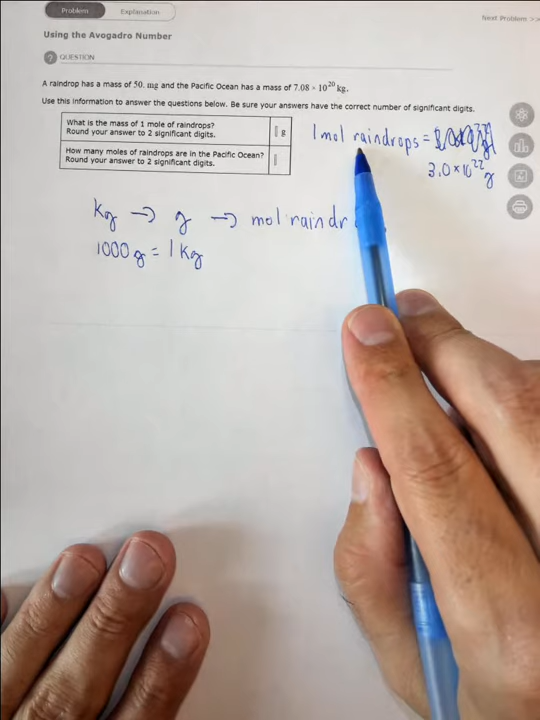 Problem
Explanation
Next Problem >>
Using the Avogadro Number
? QUESTION
A raindrop has a mass of 50. mg and the Pacific Ocean has a mass of 7.08 × 10²⁰ kg.
Use this information to answer the questions below. Be sure your answers have the correct number of significant digits.
What is the mass of 1 mole of raindrops?
Round your answer to 2 significant digits.
g
How many moles of raindrops are in the Pacific Ocean?
Round your answer to 2 significant digits.
1 mol raindrops =
3.0 × 10²² g
Kg → g → mol raindr
1000 g = 1 Kg